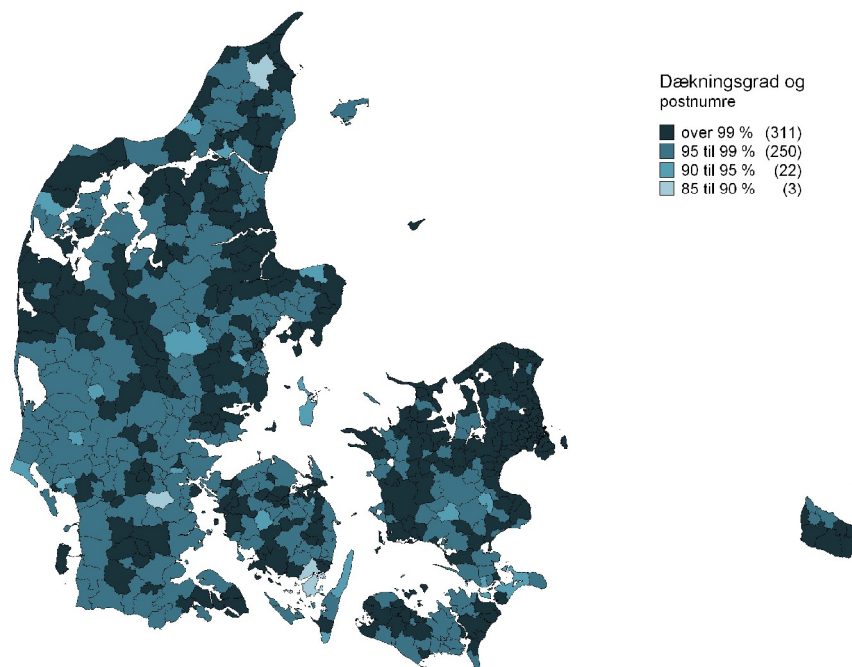 Dækningsgrad og
postnumre
over 99 % (311)
95 til 99 % (250)
90 til 95 % (22)
85 til 90 % (3)